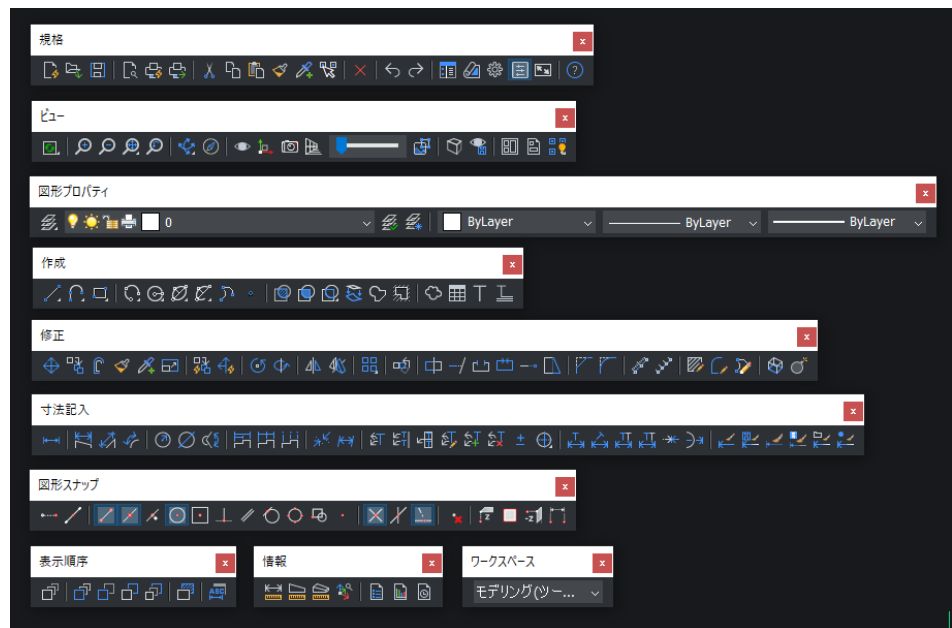 規格
ビュー
図形プロパティ
0
ByLayer
ByLayer
ByLayer
作成
修正
寸法記入
図形スナップ
表示順序
情報
ワークスペース
モデリング(ツー...